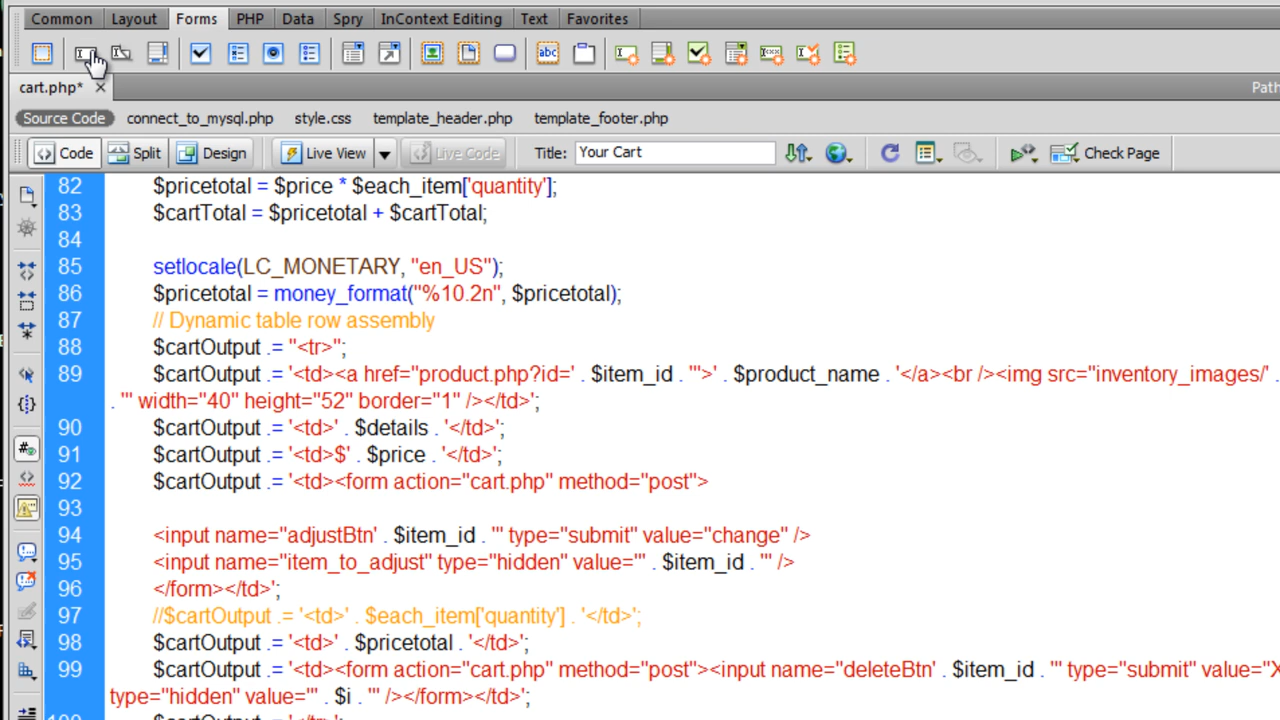 Common Layout Forms PHP Data Spry InContext Editing Text Favorites
abc
cart.php* × Path
Source Code connect_to_mysql.php style.css template_header.php template_footer.php
Code Split Design Live View Live Code Title: Your Cart Check Page
82 $pricetotal = $price * $each_item['quantity'];
83 $cartTotal = $pricetotal + $cartTotal;
84
85 setlocale(LC_MONETARY, "en_US");
86 $pricetotal = money_format("%10.2n", $pricetotal);
87 // Dynamic table row assembly
88 $cartOutput .= "<tr>";
89 $cartOutput .= '<td><a href="product.php?id=' . $item_id . '">' . $product_name . '</a><br /><img src="inventory_images/' .
. '" width="40" height="52" border="1" /></td>';
90 $cartOutput .= '<td>' . $details . '</td>';
91 $cartOutput .= '<td>$' . $price . '</td>';
92 $cartOutput .= '<td><form action="cart.php" method="post">
93
94 <input name="adjustBtn' . $item_id . '" type="submit" value="change" />
95 <input name="item_to_adjust" type="hidden" value="' . $item_id . '" />
96 </form></td>';
97 //$cartOutput .= '<td>' . $each_item['quantity'] . '</td>';
98 $cartOutput .= '<td>' . $pricetotal . '</td>';
99 $cartOutput .= '<td><form action="cart.php" method="post"><input name="deleteBtn' . $item_id . '" type="submit" value="X
type="hidden" value="' . $i . '" /></form></td>';
100 $cartOutput .= '</tr>';